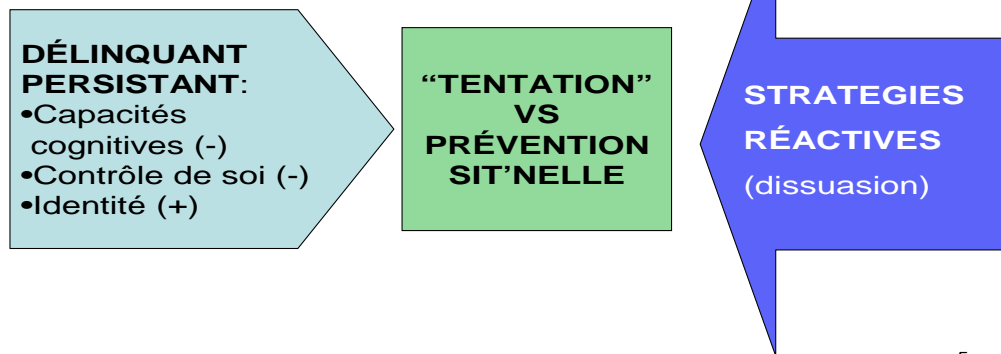 DÉLINQUANT
PERSISTANT:
•Capacités
cognitives (-)
•Contrôle de soi (-)
•Identité (+)
“TENTATION”
VS
PRÉVENTION
SIT’NELLE
STRATEGIES
RÉACTIVES
(dissuasion)